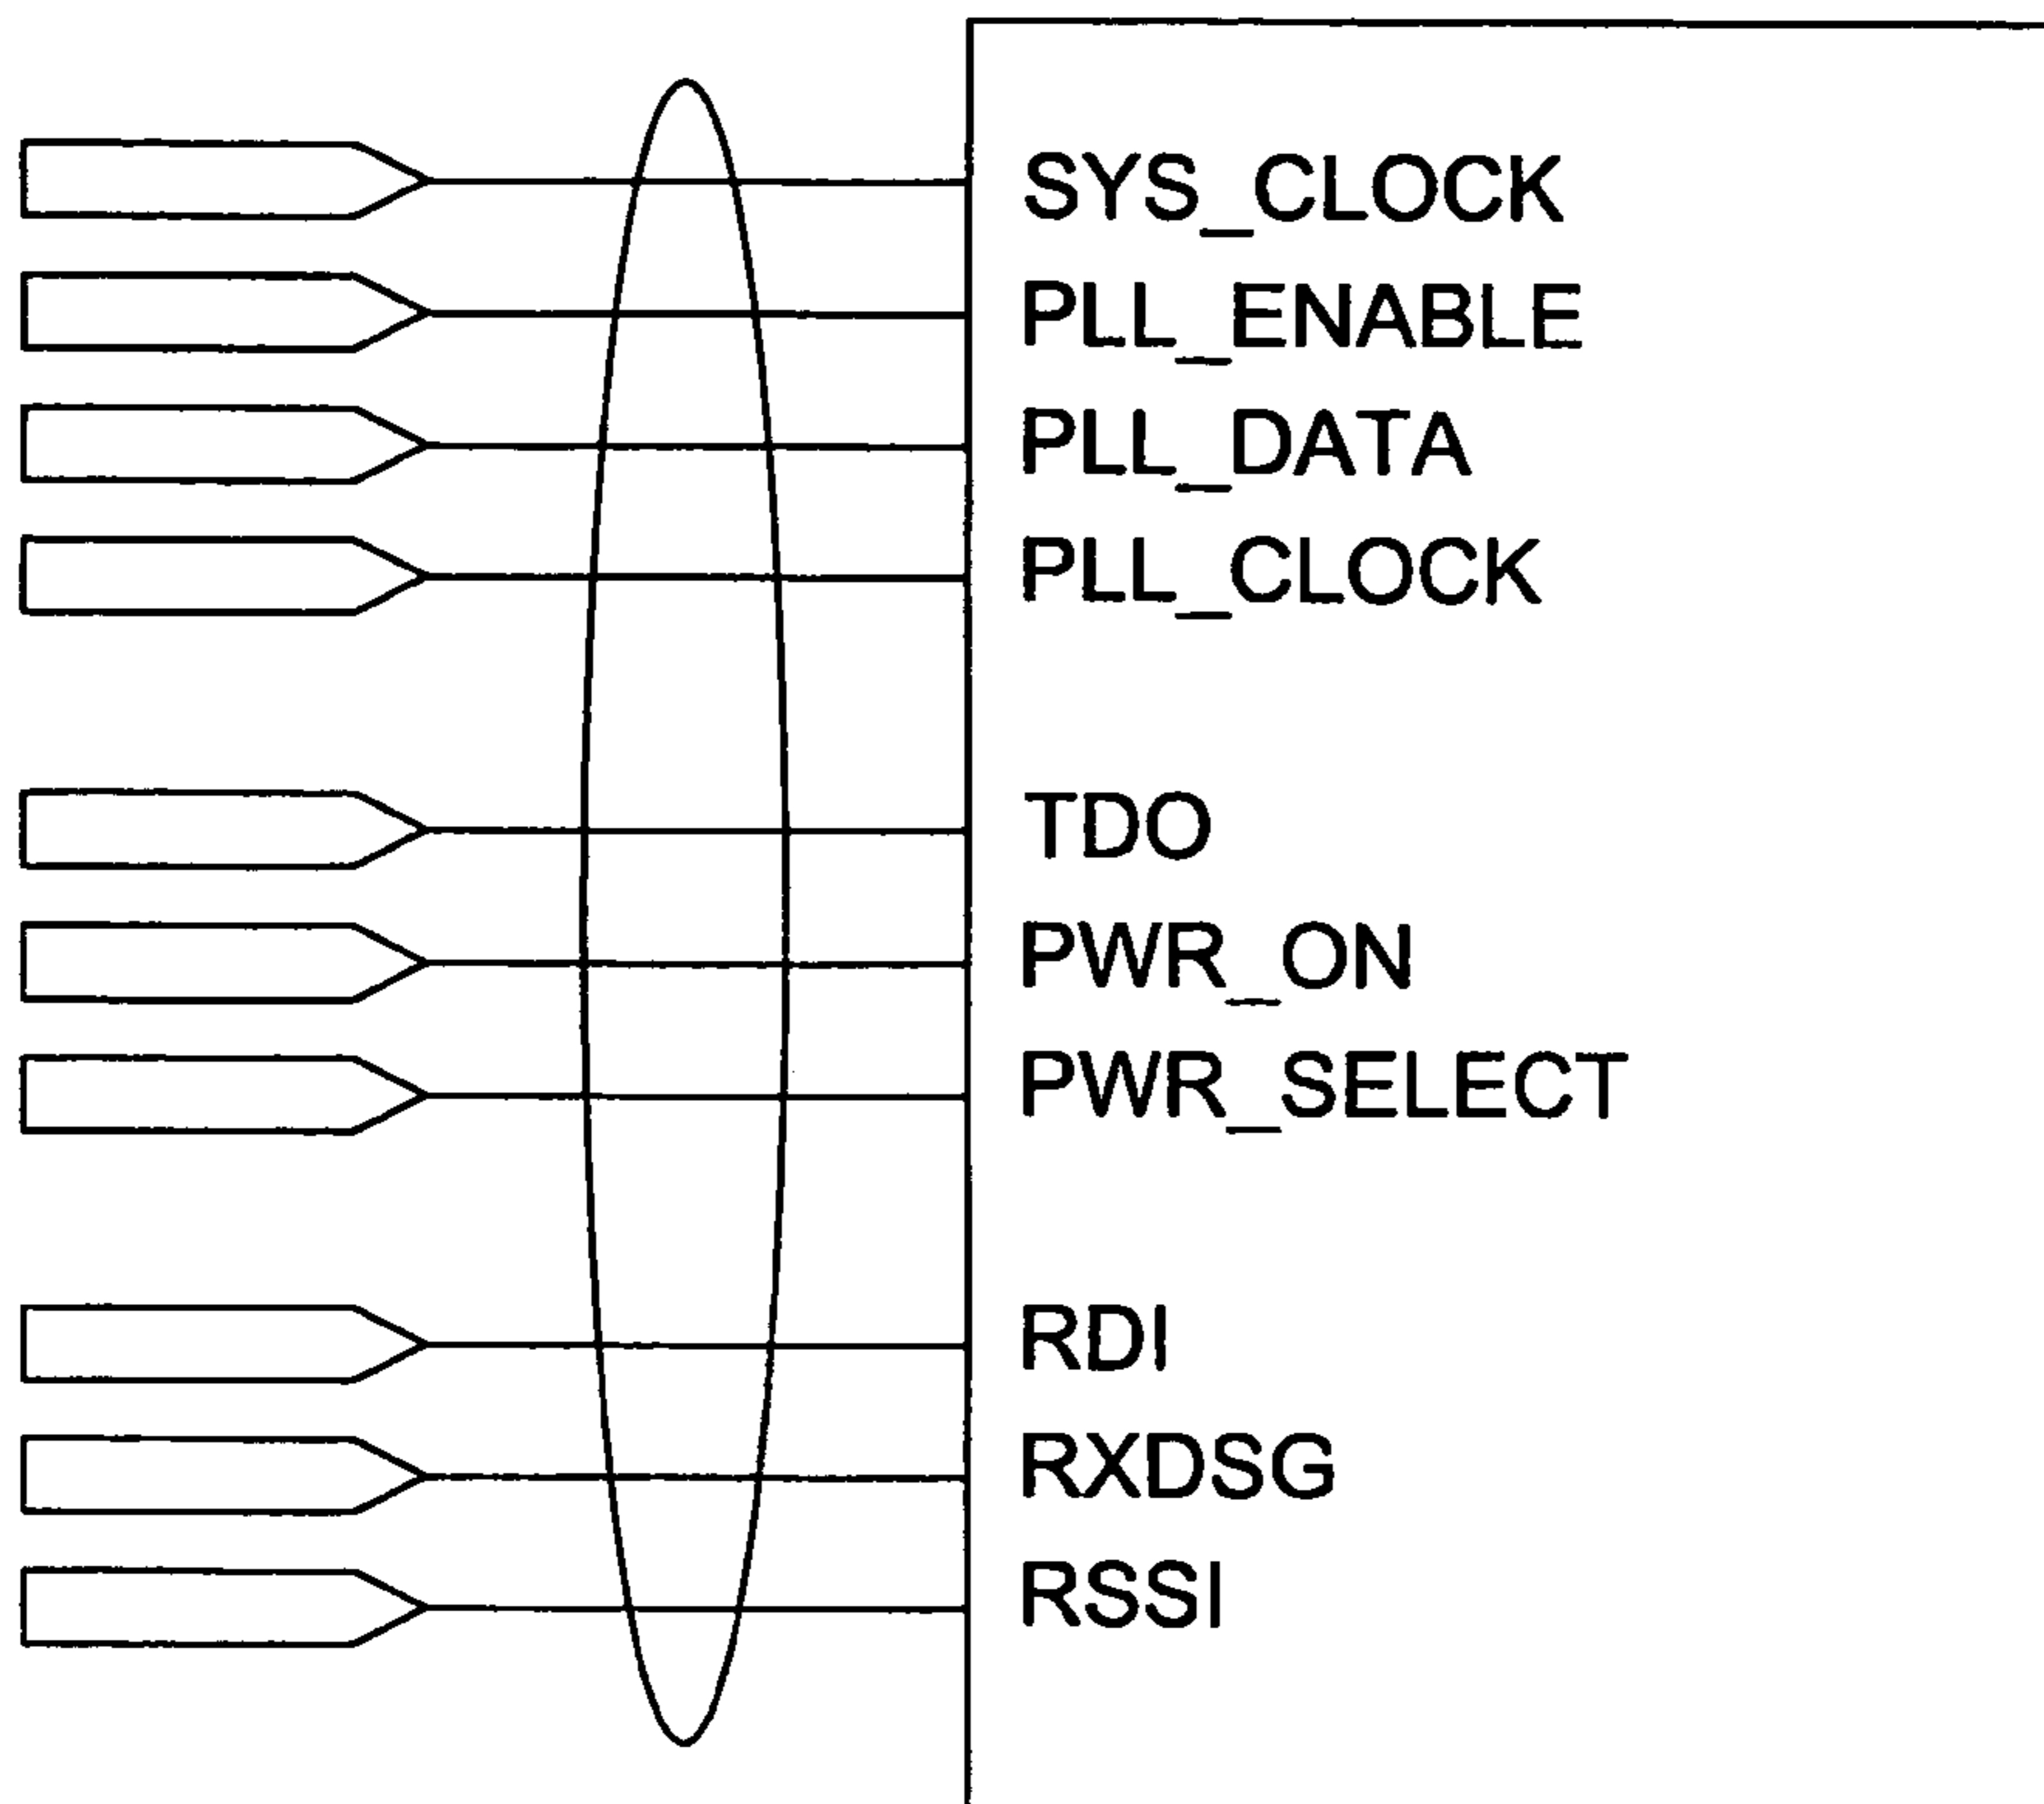 SYS_CLOCK
PLL_ENABLE
PLL_DATA
PLL_CLOCK
TDO
PWR_ON
PWR_SELECT
RDI
RXDSG
RSSI